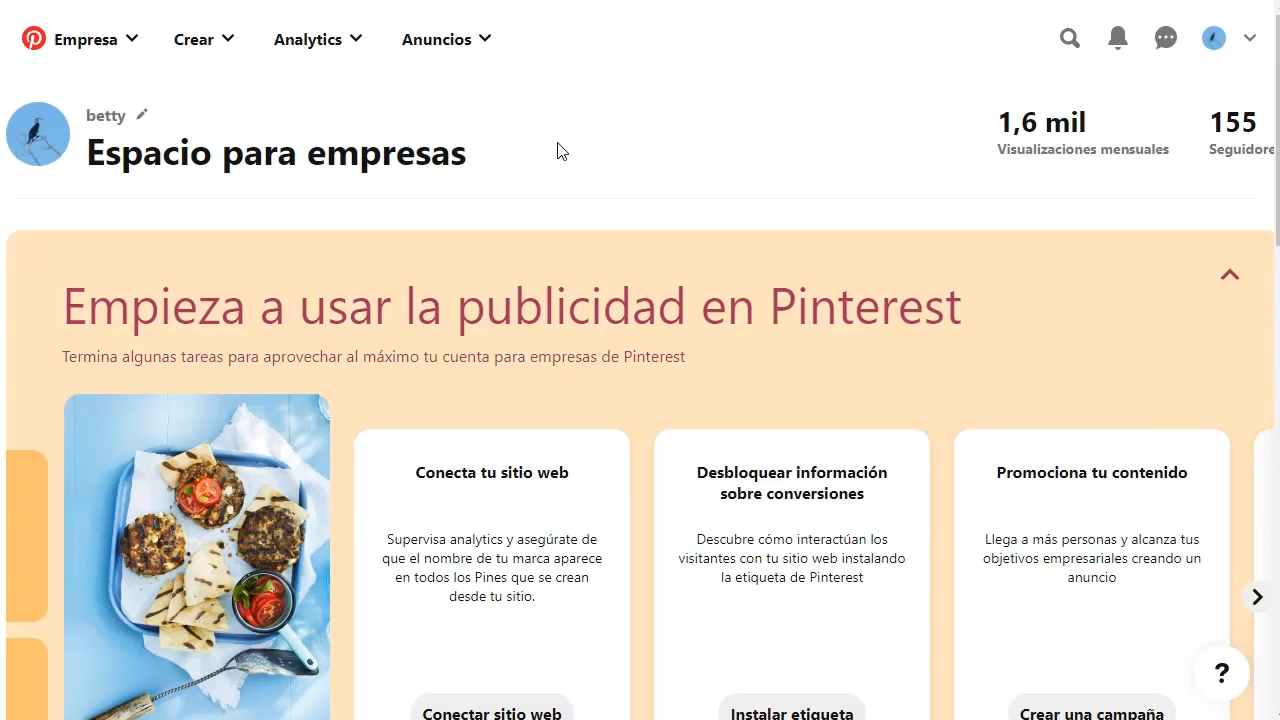 Empresa Crear Analytics Anuncios
betty
Espacio para empresas
1,6 mil
Visualizaciones mensuales
155
Seguidore
Empieza a usar la publicidad en Pinterest
Termina algunas tareas para aprovechar al máximo tu cuenta para empresas de Pinterest
Conecta tu sitio web
Supervisa analytics y asegúrate de
que el nombre de tu marca aparece
en todos los Pines que se crean
desde tu sitio.
Conectar sitio web
Desbloquear información
sobre conversiones
Descubre cómo interactúan los
visitantes con tu sitio web instalando
la etiqueta de Pinterest
Instalar etiqueta
Promociona tu contenido
Llega a más personas y alcanza tus
objetivos empresariales creando un
anuncio
Crear una campaña
?